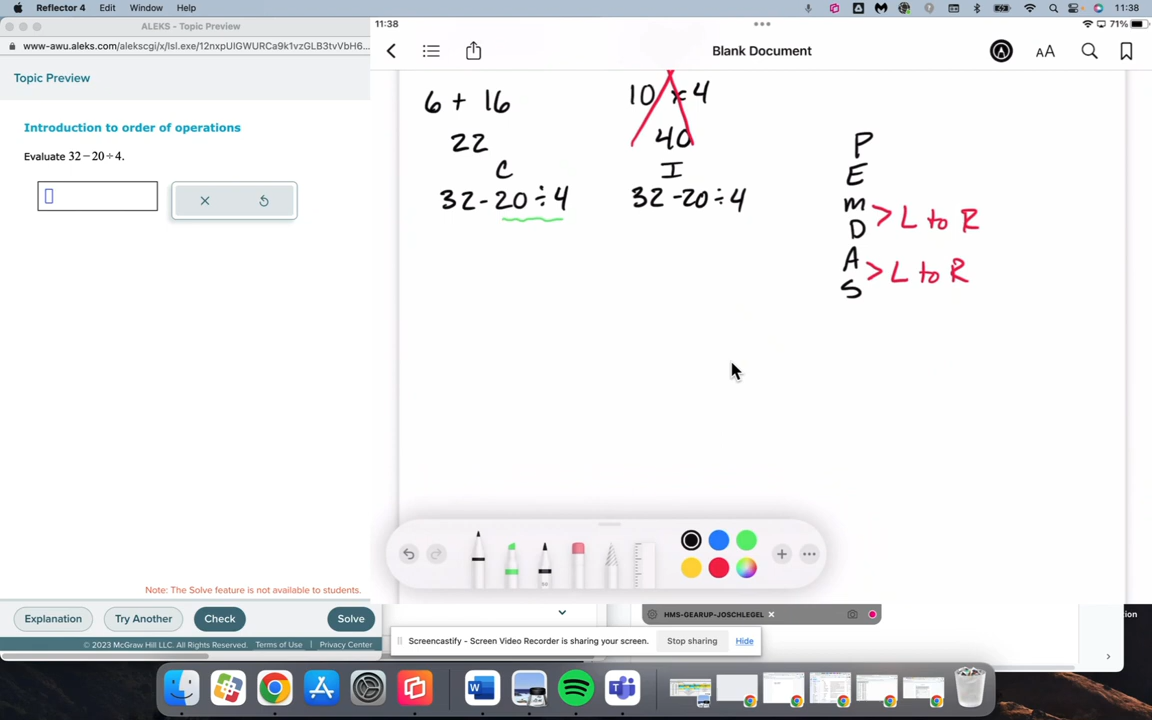 Reflector 4 Edit Window Help
71% 11:38
ALEKS - Topic Preview
www-awu.aleks.com/alekscgi/x/lsl.exe/12nxpUIGWURCa9k1vzGLB3tvVbH6...
Topic Preview
Introduction to order of operations
Evaluate 32−20÷4.
Note: The Solve feature is not available to students.
Explanation
Try Another
Check
Solve
© 2023 McGraw Hill LLC. All Rights Reserved. Terms of Use | Privacy Center
11:38
Blank Document
AA
6 + 16
22
C
32-20÷4
10 x 4
40
I
32-20÷4
P
E
M > L to R
D
A > L to R
S
HMS-GEARUP-JOSCHLEGEL
Screencastify - Screen Video Recorder is sharing your screen. Stop sharing Hide